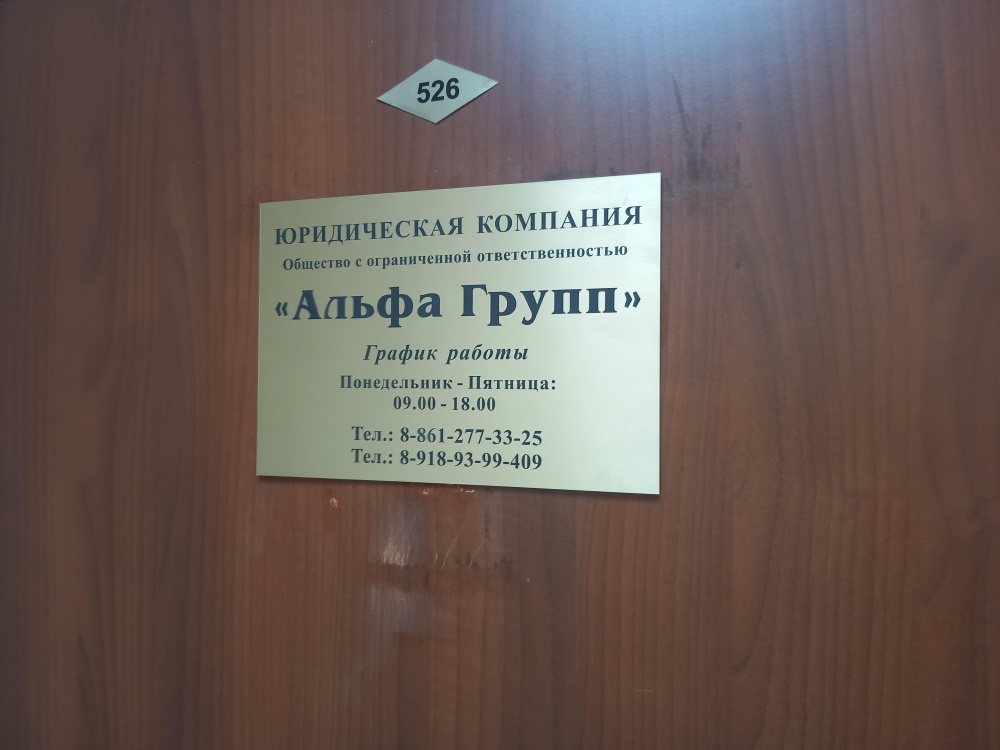 526
ЮРИДИЧЕСКАЯ КОМПАНИЯ
Общество с ограниченной ответственностью
«Альфа Групп»
График работы
Понедельник - Пятница:
09.00 - 18.00
Тел.: 8-861-277-33-25
Тел.: 8-918-93-99-409